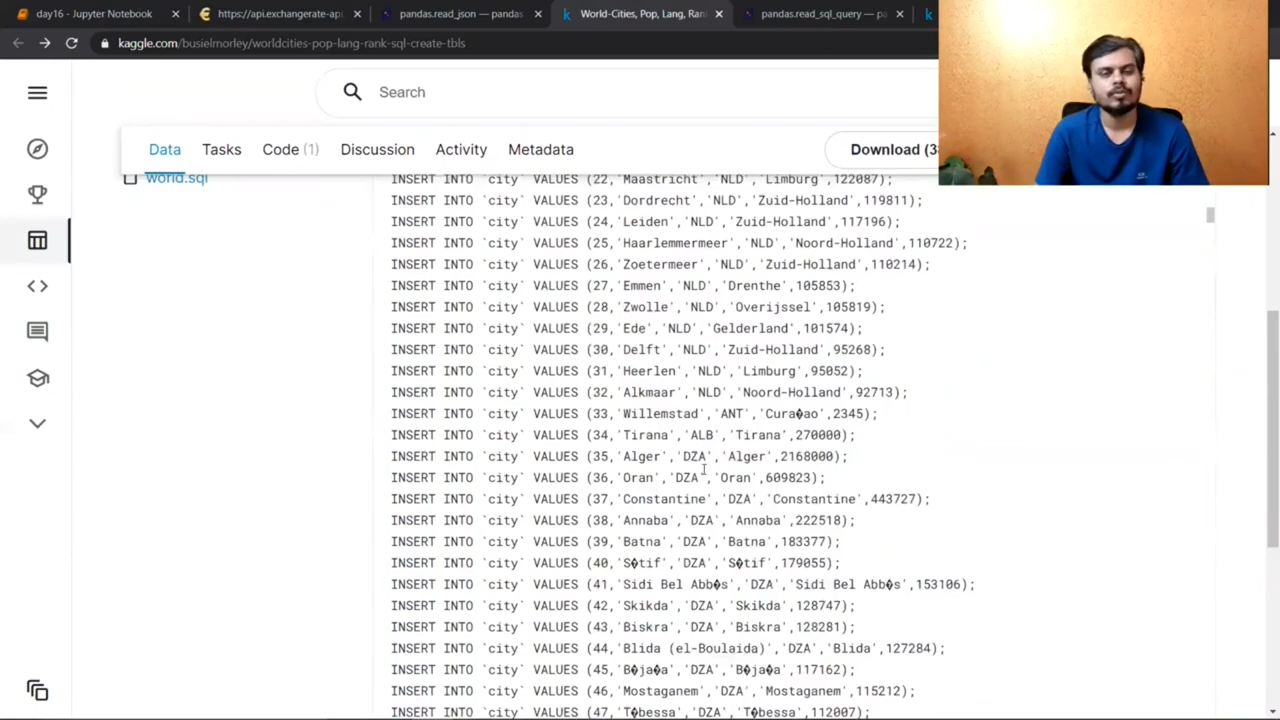 day16 - Jupyter Notebook
https://api.exchangerate-ap
pandas.read_json — pandas
World-Cities, Pop, Lang, Ran
pandas.read_sql_query — pa
kaggle.com/busielmorley/worldcities-pop-lang-rank-sql-create-tbls
Search
Data
Tasks
Code (1)
Discussion
Activity
Metadata
Download (3
world.sql
INSERT INTO `city` VALUES (22,'Maastricht','NLD','Limburg',122087);
INSERT INTO `city` VALUES (23,'Dordrecht','NLD','Zuid-Holland',119811);
INSERT INTO `city` VALUES (24,'Leiden','NLD','Zuid-Holland',117196);
INSERT INTO `city` VALUES (25,'Haarlemmermeer','NLD','Noord-Holland',110722);
INSERT INTO `city` VALUES (26,'Zoetermeer','NLD','Zuid-Holland',110214);
INSERT INTO `city` VALUES (27,'Emmen','NLD','Drenthe',105853);
INSERT INTO `city` VALUES (28,'Zwolle','NLD','Overijssel',105819);
INSERT INTO `city` VALUES (29,'Ede','NLD','Gelderland',101574);
INSERT INTO `city` VALUES (30,'Delft','NLD','Zuid-Holland',95268);
INSERT INTO `city` VALUES (31,'Heerlen','NLD','Limburg',95052);
INSERT INTO `city` VALUES (32,'Alkmaar','NLD','Noord-Holland',92713);
INSERT INTO `city` VALUES (33,'Willemstad','ANT','Cura�ao',2345);
INSERT INTO `city` VALUES (34,'Tirana','ALB','Tirana',270000);
INSERT INTO `city` VALUES (35,'Alger','DZA','Alger',2168000);
INSERT INTO `city` VALUES (36,'Oran','DZA','Oran',609823);
INSERT INTO `city` VALUES (37,'Constantine','DZA','Constantine',443727);
INSERT INTO `city` VALUES (38,'Annaba','DZA','Annaba',222518);
INSERT INTO `city` VALUES (39,'Batna','DZA','Batna',183377);
INSERT INTO `city` VALUES (40,'S�tif','DZA','S�tif',179055);
INSERT INTO `city` VALUES (41,'Sidi Bel Abb�s','DZA','Sidi Bel Abb�s',153106);
INSERT INTO `city` VALUES (42,'Skikda','DZA','Skikda',128747);
INSERT INTO `city` VALUES (43,'Biskra','DZA','Biskra',128281);
INSERT INTO `city` VALUES (44,'Blida (el-Boulaida)','DZA','Blida',127284);
INSERT INTO `city` VALUES (45,'B�ja�a','DZA','B�ja�a',117162);
INSERT INTO `city` VALUES (46,'Mostaganem','DZA','Mostaganem',115212);
INSERT INTO `city` VALUES (47,'T�bessa','DZA','T�bessa',112007);